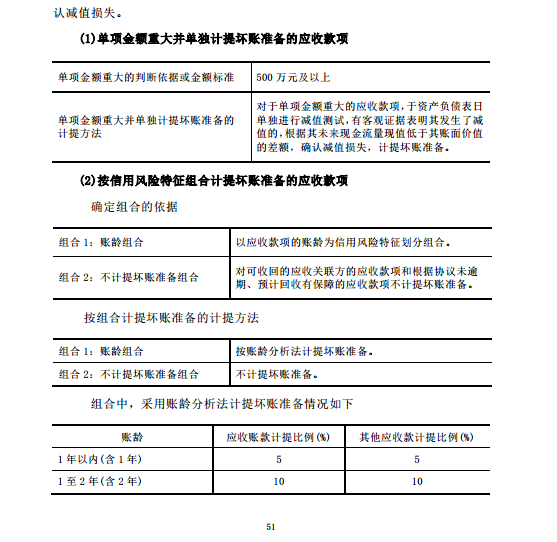 认减值损失。
(1)单项金额重大并单独计提坏账准备的应收款项
单项金额重大的判断依据或金额标准 500 万元及以上
单项金额重大并单独计提坏账准备的
计提方法
对于单项金额重大的应收款项,于资产负债表日
单独进行减值测试,有客观证据表明其发生了减
值的,根据其未来现金流量现值低于其账面价值
的差额,确认减值损失,计提坏账准备。
(2)按信用风险特征组合计提坏账准备的应收款项
确定组合的依据
组合 1：账龄组合 以应收款项的账龄为信用风险特征划分组合。
组合 2：不计提坏账准备组合
对可收回的应收关联方的应收款项和根据协议未逾
期、预计回收有保障的应收款项不计提坏账准备。
按组合计提坏账准备的计提方法
组合 1：账龄组合 按账龄分析法计提坏账准备。
组合 2：不计提坏账准备组合 不计提坏账准备。
组合中，采用账龄分析法计提坏账准备情况如下
账龄 应收账款计提比例(%) 其他应收款计提比例(%)
1 年以内(含 1 年) 5 5
1 至 2 年(含 2 年) 10 10
51